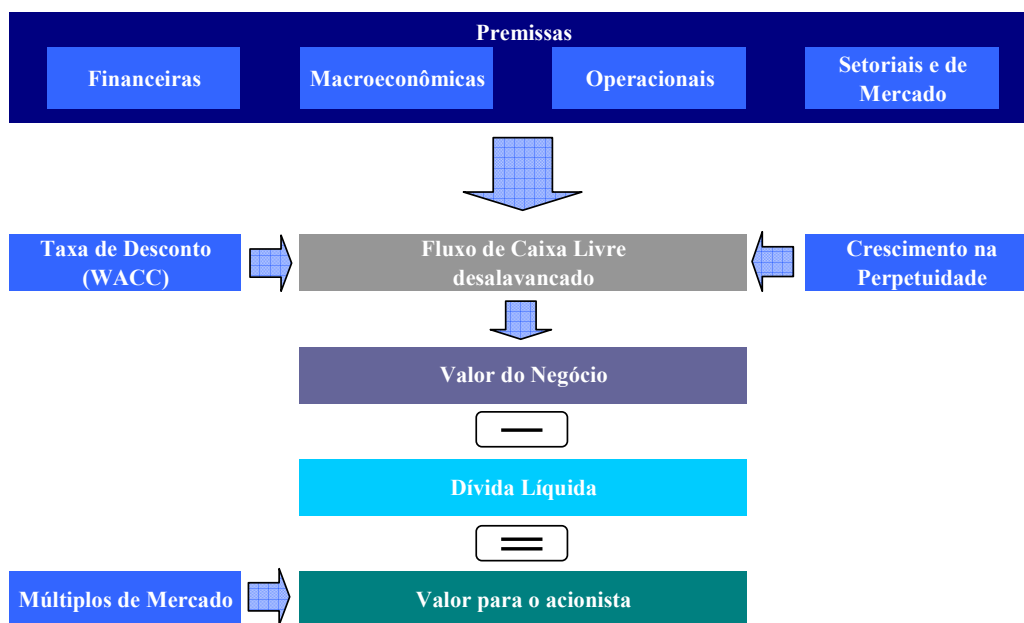 Premissas
Financeiras
Macroeconômicas
Operacionais
Setoriais e de
Mercado
Taxa de Desconto
(WACC)
Fluxo de Caixa Livre
desalavancado
Crescimento na
Perpetuidade
Valor do Negócio
Dívida Líquida
Múltiplos de Mercado
Valor para o acionista